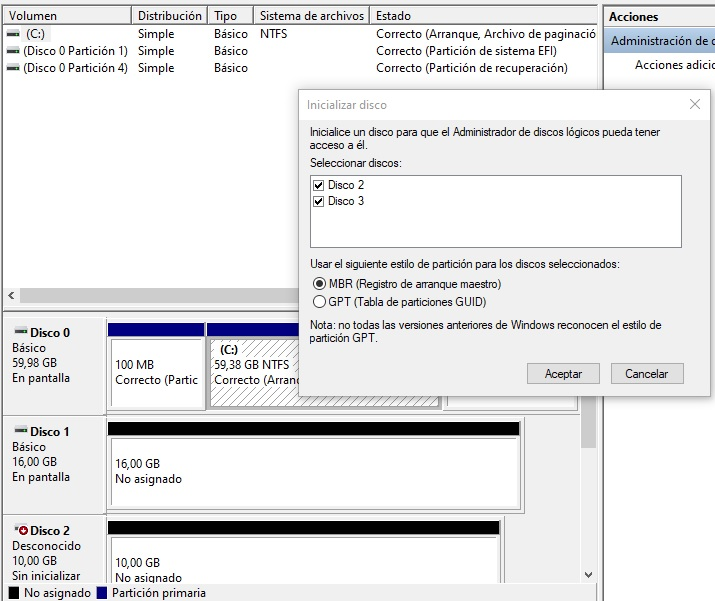 Volumen Distribución Tipo Sistema de archivos Estado
(C:) Simple Básico NTFS Correcto (Arranque, Archivo de paginació
(Disco 0 Partición 1) Simple Básico Correcto (Partición de sistema EFI)
(Disco 0 Partición 4) Simple Básico Correcto (Partición de recuperación)
Acciones
Administración de d
Acciones adicio
Inicializar disco
Inicialice un disco para que el Administrador de discos lógicos pueda tener
acceso a él.
Seleccionar discos:
Disco 2
Disco 3
Usar el siguiente estilo de partición para los discos seleccionados:
MBR (Registro de arranque maestro)
GPT (Tabla de particiones GUID)
Nota: no todas las versiones anteriores de Windows reconocen el estilo de
partición GPT.
Aceptar Cancelar
Disco 0
Básico
59,98 GB
En pantalla
100 MB
Correcto (Partic
(C:)
59,38 GB NTFS
Correcto (Arran
Disco 1
Básico
16,00 GB
En pantalla
16,00 GB
No asignado
Disco 2
Desconocido
10,00 GB
Sin inicializar
10,00 GB
No asignado
No asignado Partición primaria